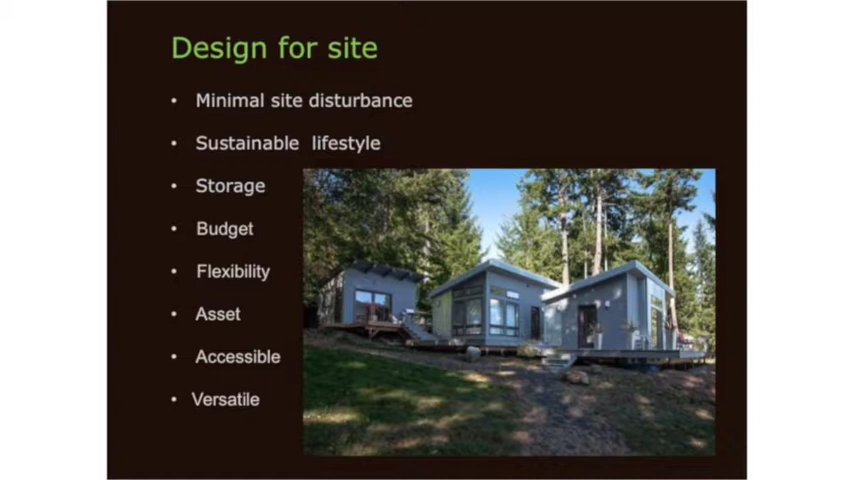 Design for site
• Minimal site disturbance
• Sustainable lifestyle
• Storage
• Budget
• Flexibility
• Asset
• Accessible
• Versatile